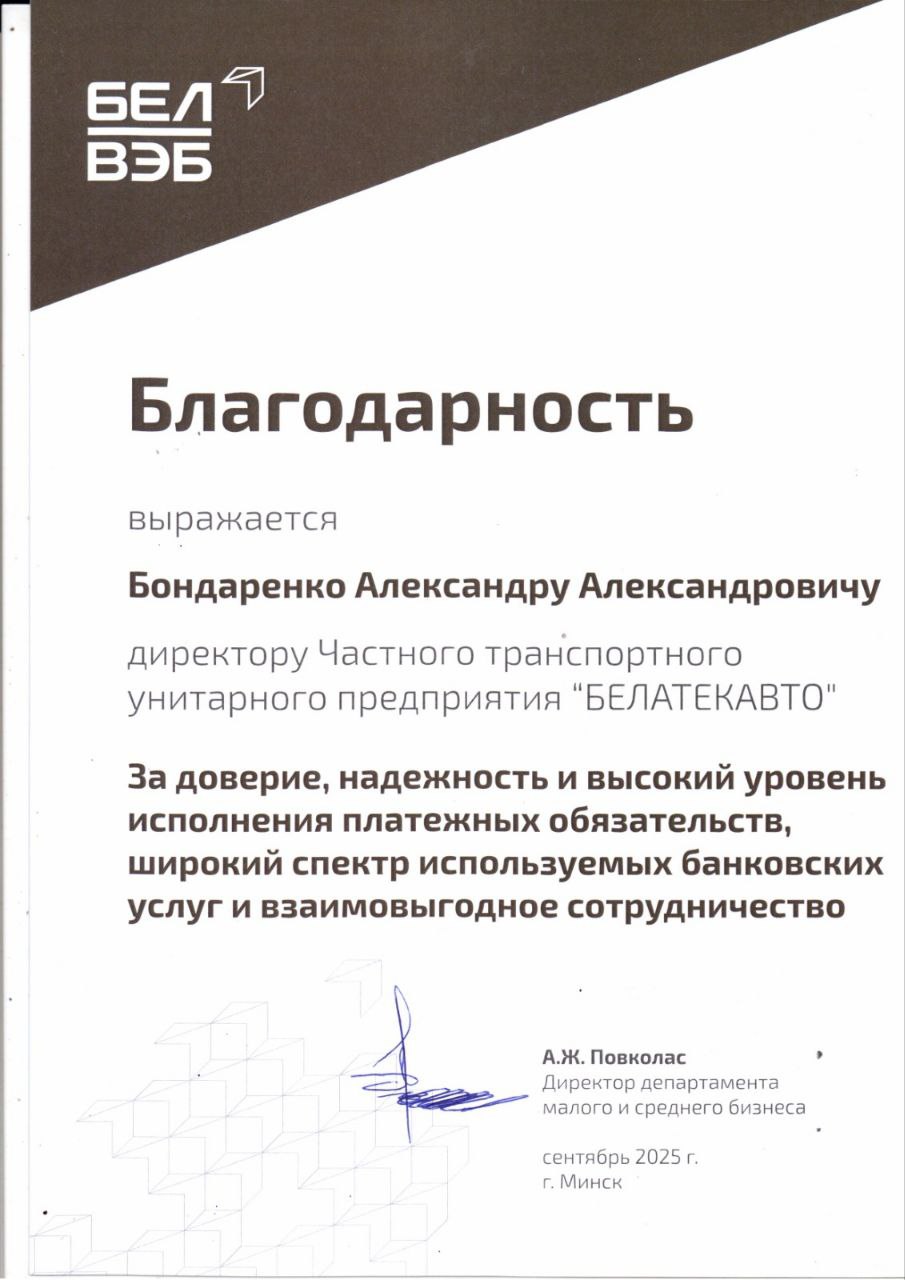 БЕЛ
ВЭБ
Благодарность
выражается
Бондаренко Александру Александровичу
директору Частного транспортного
унитарного предприятия “БЕЛАТЕКАВТО"
За доверие, надежность и высокий уровень
исполнения платежных обязательств,
широкий спектр используемых банковских
услуг и взаимовыгодное сотрудничество
А.Ж. Повколас
Директор департамента
малого и среднего бизнеса
сентябрь 2025 г.
г. Минск